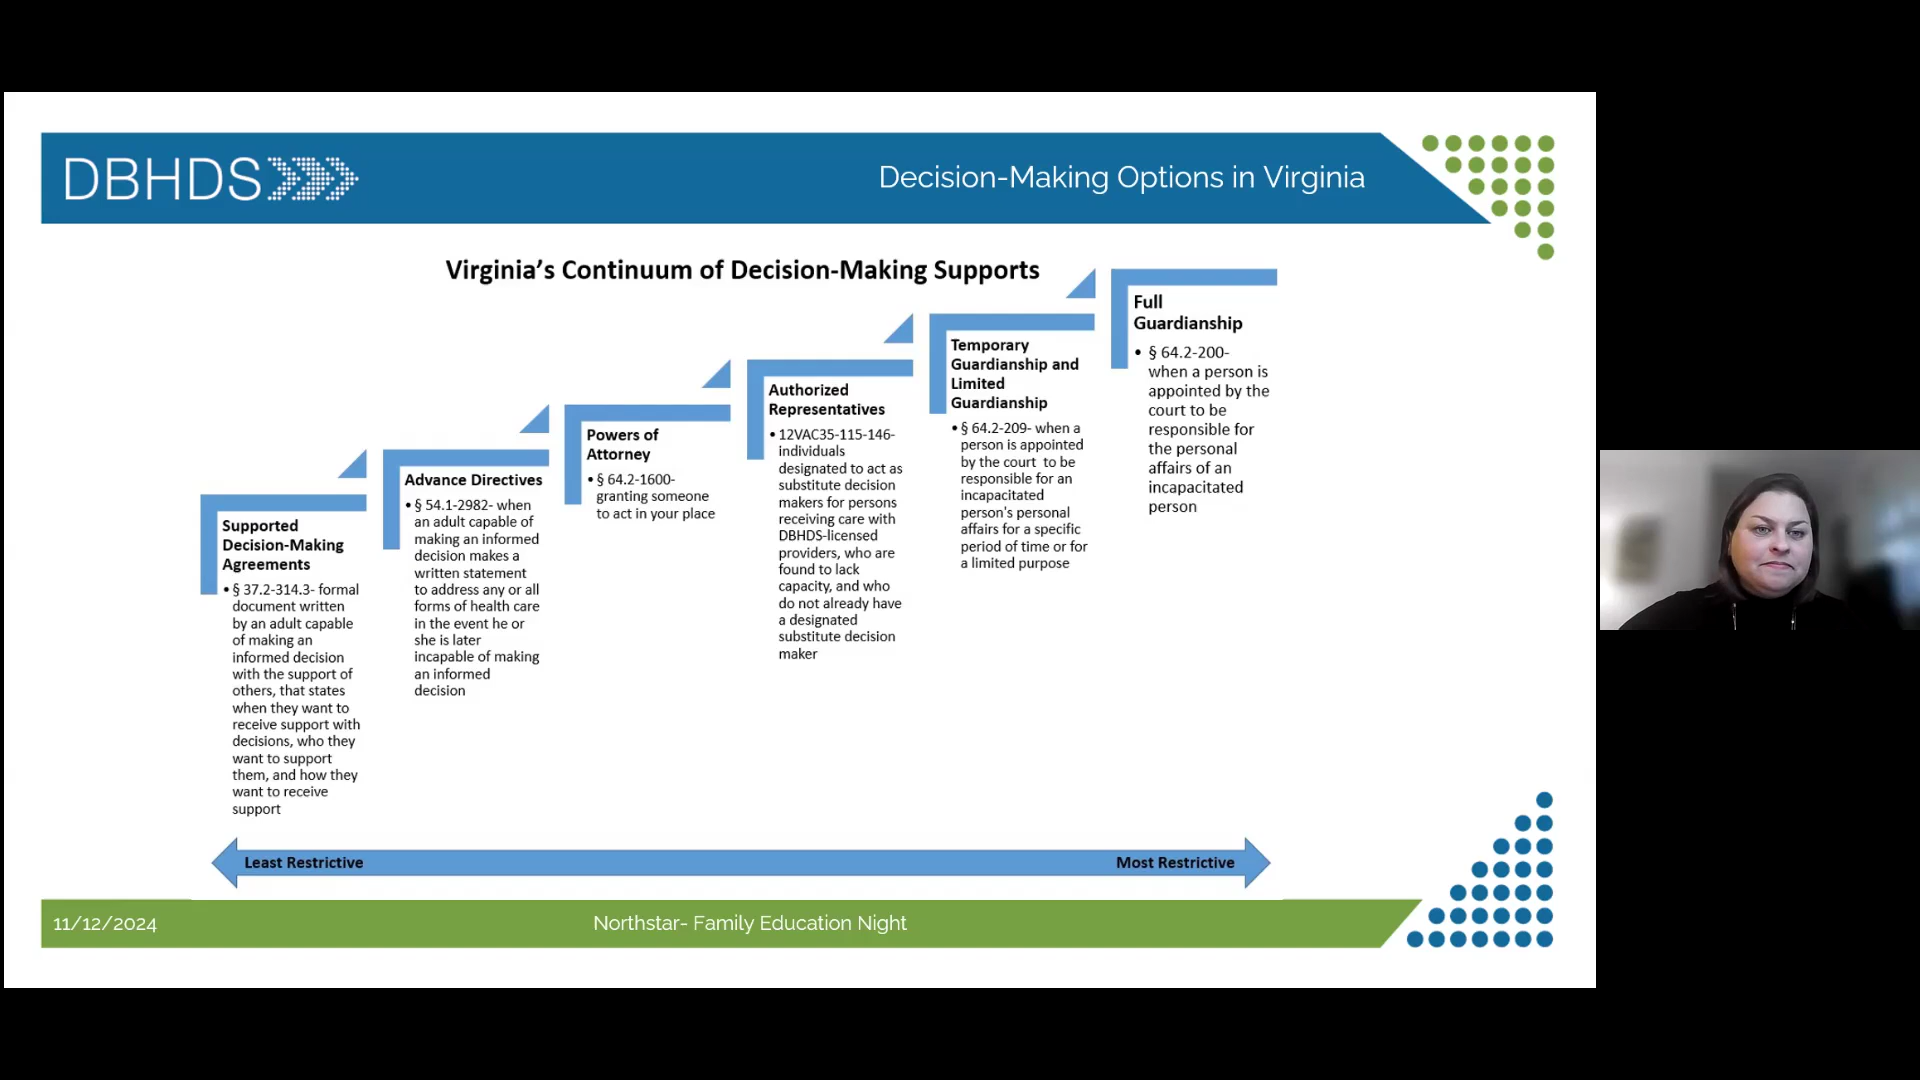 DBHDS
Decision-Making Options in Virginia
Virginia's Continuum of Decision-Making Supports
Supported
Decision-Making
Agreements
• § 37.2-314.3- formal
document written
by an adult capable
of making an
informed decision
with the support of
others, that states
when they want to
receive support with
decisions, who they
want to support
them, and how they
want to receive
support
Advance Directives
• § 54.1-2982- when
an adult capable of
making an informed
decision makes a
written statement
to address any or all
forms of health care
in the event he or
she is later
incapable of making
an informed
decision
Powers of
Attorney
• § 64.2-1600-
granting someone
to act in your place
Authorized
Representatives
• 12VAC35-115-146-
individuals
designated to act as
substitute decision
makers for persons
receiving care with
DBHDS-licensed
providers, who are
found to lack
capacity, and who
do not already have
a designated
substitute decision
maker
Temporary
Guardianship and
Limited
Guardianship
• § 64.2-209- when a
person is appointed
by the court to be
responsible for an
incapacitated
person's personal
affairs for a specific
period of time or for
a limited purpose
Full
Guardianship
• § 64.2-200-
when a person is
appointed by the
court to be
responsible for
the personal
affairs of an
incapacitated
person
Least Restrictive
Most Restrictive
11/12/2024
Northstar- Family Education Night